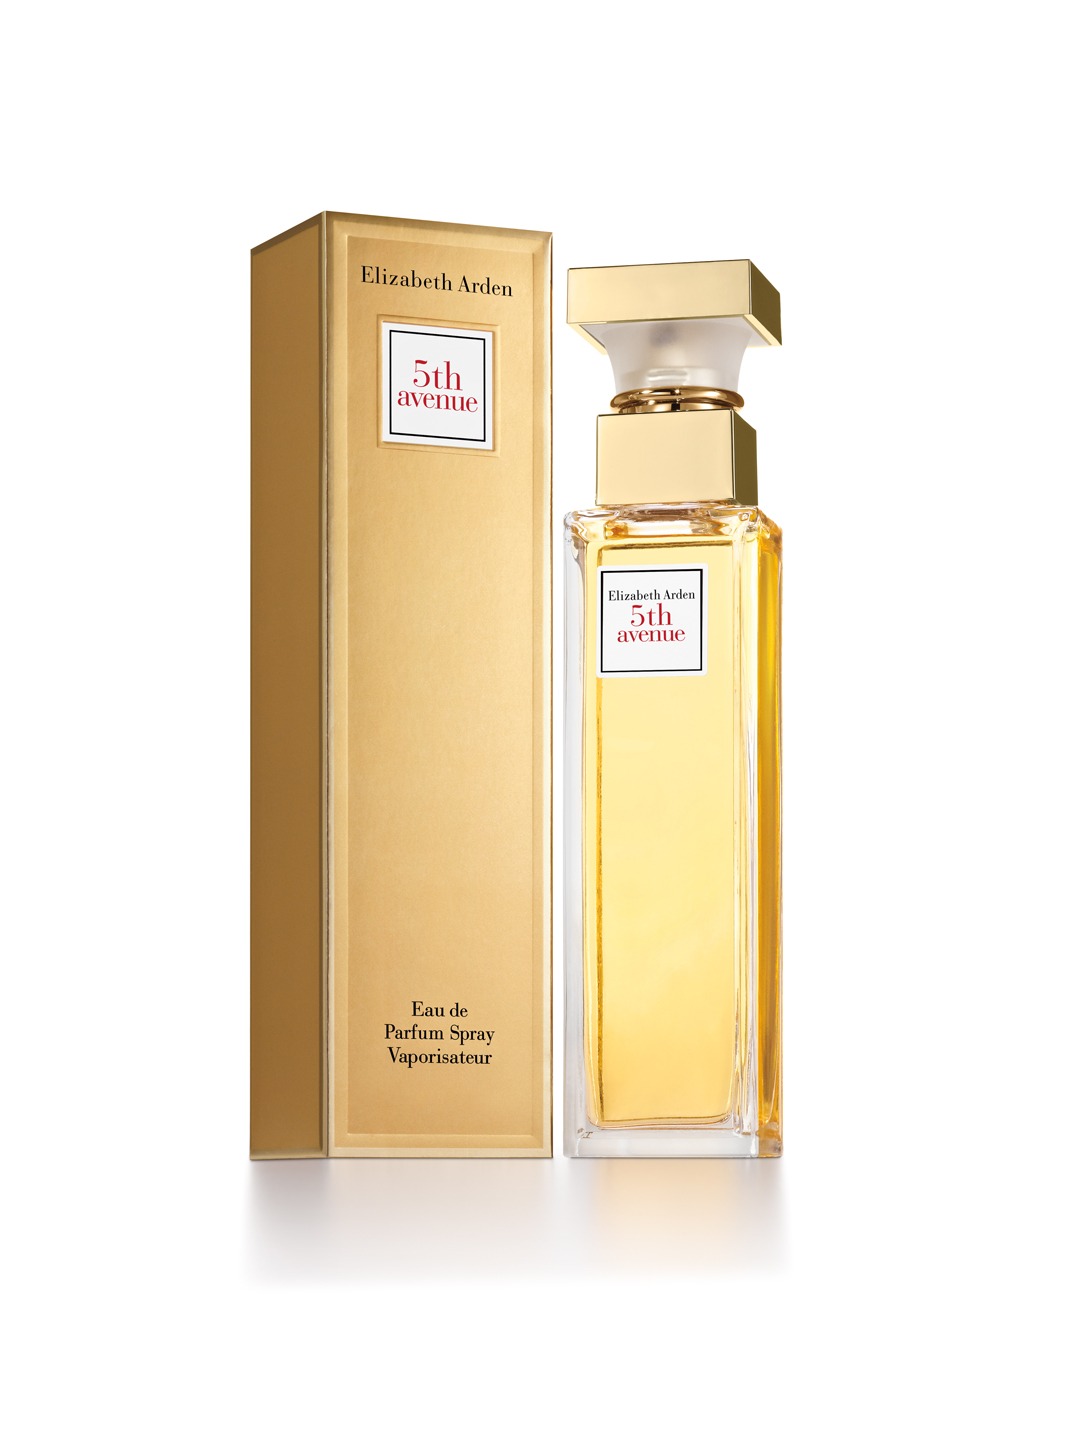 Elizabeth Arden
5th
avenue
Eau de
Parfum Spray
Vaporisateur
Elizabeth Arden
5th
avenue